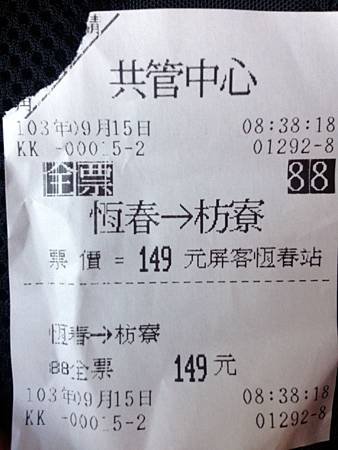 請
共管中心
103年09月15日 08:38:18
KK -00015-2 01292-8
全票 88
恆春→枋寮
票價 = 149 元屏客恆春站
恆春→枋寮
88全票 149元
103年09月15日 08:38:18
KK -00015-2 01292-8